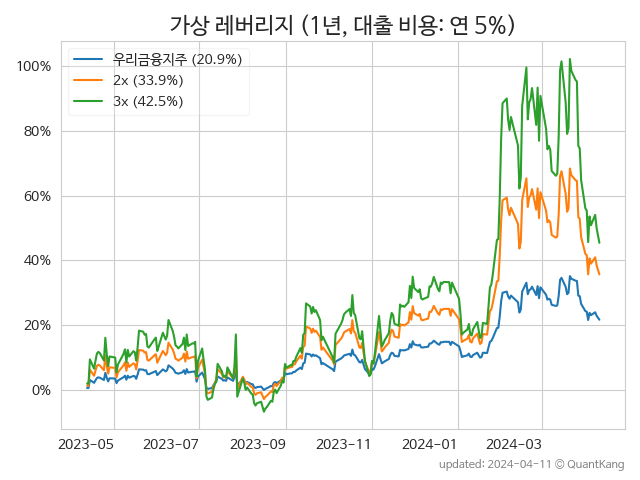 가상 레버리지 (1년, 대출 비용: 연 5%)
우리금융지주 (20.9%)
2x (33.9%)
3x (42.5%)
100%
80%
60%
40%
20%
0%
2023-05 2023-07 2023-09 2023-11 2024-01 2024-03
updated: 2024-04-11 © QuantKang